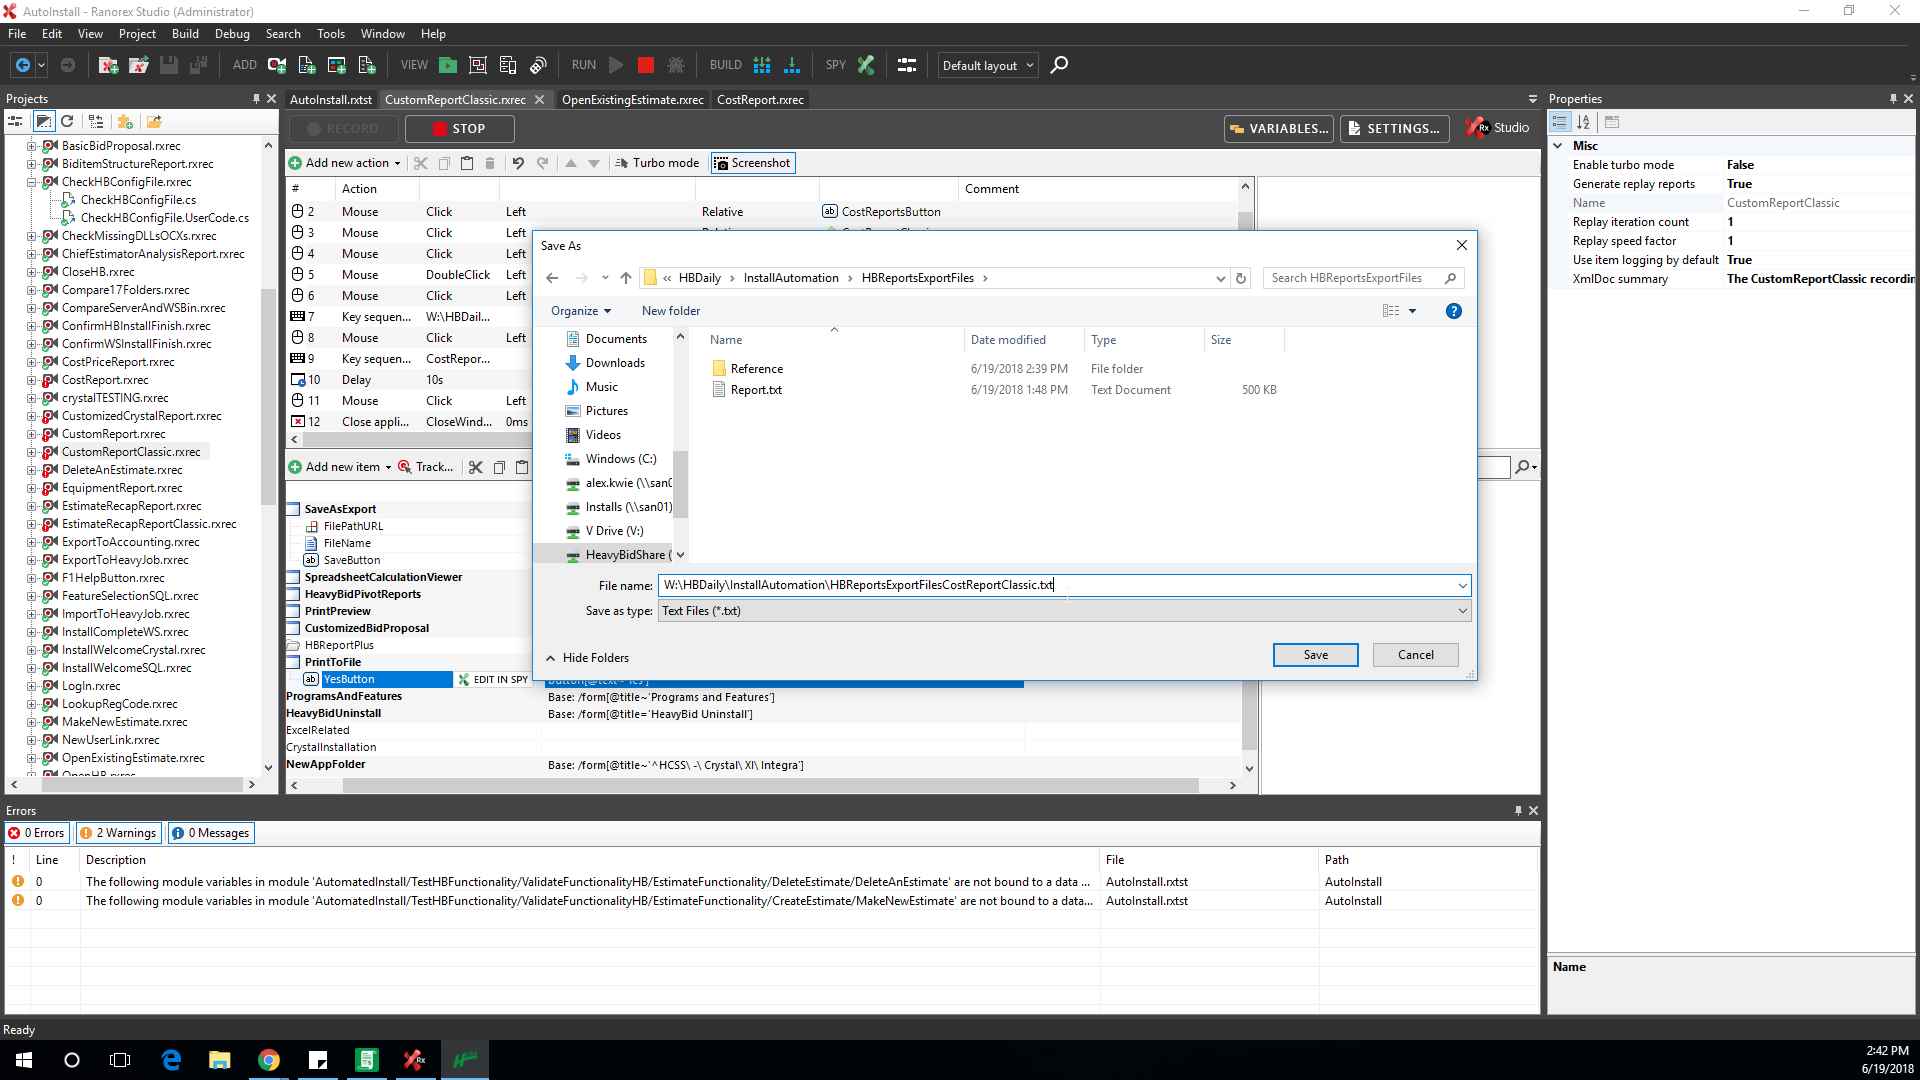 AutoInstall - Ranorex Studio (Administrator)
File Edit View Project Build Debug Search Tools Window Help
ADD VIEW RUN BUILD SPY Default layout
Projects
AutoInstall.rxtst CustomReportClassic.rxrec OpenExistingEstimate.rxrec CostReport.rxrec
Properties
RECORD STOP VARIABLES... SETTINGS... Rx Studio
Add new action Turbo mode Screenshot
BasicBidProposal.rxrec
BiditemStructureReport.rxrec
CheckHBConfigFile.rxrec
CheckHBConfigFile.cs
CheckHBConfigFile.UserCode.cs
CheckMissingDLLsOCXs.rxrec
ChiefEstimatorAnalysisReport.rxrec
CloseHB.rxrec
Compare17Folders.rxrec
CompareServerAndWSBin.rxrec
ConfirmHBInstallFinish.rxrec
ConfirmWSInstallFinish.rxrec
CostPriceReport.rxrec
CostReport.rxrec
crystalTESTING.rxrec
CustomizedCrystalReport.rxrec
CustomReport.rxrec
CustomReportClassic.rxrec
DeleteAnEstimate.rxrec
EquipmentReport.rxrec
EstimateRecapReport.rxrec
EstimateRecapReportClassic.rxrec
ExportToAccounting.rxrec
ExportToHeavyJob.rxrec
F1HelpButton.rxrec
FeatureSelectionSQL.rxrec
ImportToHeavyJob.rxrec
InstallCompleteWS.rxrec
InstallWelcomeCrystal.rxrec
InstallWelcomeSQL.rxrec
LogIn.rxrec
LookupRegCode.rxrec
MakeNewEstimate.rxrec
NewUserLink.rxrec
OpenExistingEstimate.rxrec
OpenHB.rxrec
# Action Comment
2 Mouse Click Left Relative CostReportsButton
3 Mouse Click Left
4 Mouse Click Left
5 Mouse DoubleClick Left
6 Mouse Click Left
7 Key sequen... W:\HBDail...
8 Mouse Click Left
9 Key sequen... CostRepor...
10 Delay 10s
11 Mouse Click Left
12 Close appli... CloseWind... 0ms
Add new item Track...
SaveAsExport
FilePathURL
FileName
SaveButton
SpreadsheetCalculationViewer
HeavyBidPivotReports
PrintPreview
CustomizedBidProposal
HBReportPlus
PrintToFile
YesButton EDIT IN SPY
ProgramsAndFeatures Base: /form[@title~'Programs and Features']
HeavyBidUninstall Base: /form[@title='HeavyBid Uninstall']
ExcelRelated
CrystalInstallation
NewAppFolder Base: /form[@title~'^HCSS\ -\ Crystal\ XI\ Integra']
Save As
« HBDaily InstallAutomation HBReportsExportFiles
Search HBReportsExportFiles
Organize New folder
Documents
Downloads
Music
Pictures
Videos
Windows (C:)
alex.kwie (\\san0
Installs (\\san01)
V Drive (V:)
HeavyBidShare (
Name Date modified Type Size
Reference 6/19/2018 2:39 PM File folder
Report.txt 6/19/2018 1:48 PM Text Document 500 KB
File name: W:\HBDaily\InstallAutomation\HBReportsExportFilesCostReportClassic.txt
Save as type: Text Files (*.txt)
Hide Folders Save Cancel
Misc
Enable turbo mode False
Generate replay reports True
Name CustomReportClassic
Replay iteration count 1
Replay speed factor 1
Use item logging by default True
XmlDoc summary The CustomReportClassic recordin
Name
Errors
0 Errors 2 Warnings 0 Messages
! Line Description File Path
0 The following module variables in module 'AutomatedInstall/TestHBFunctionality/ValidateFunctionalityHB/EstimateFunctionality/DeleteEstimate/DeleteAnEstimate' are not bound to a data ... AutoInstall.rxtst AutoInstall
0 The following module variables in module 'AutomatedInstall/TestHBFunctionality/ValidateFunctionalityHB/EstimateFunctionality/CreateEstimate/MakeNewEstimate' are not bound to a data... AutoInstall.rxtst AutoInstall
Ready
2:42 PM
6/19/2018